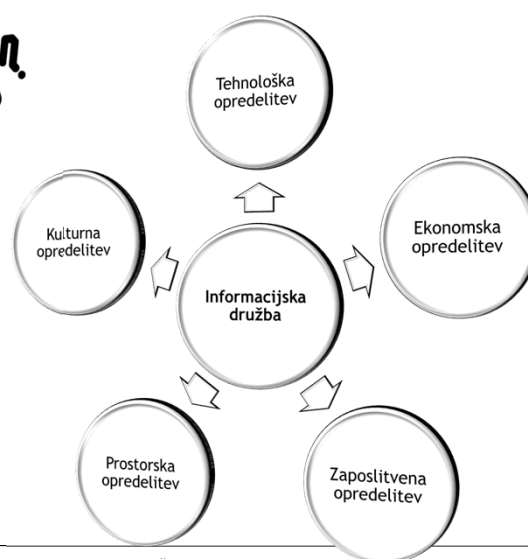 Tehnološka
opredelitev
Kulturna
opredelitev
Ekonomska
opredelitev
Informacijska
družba
Prostorska
opredelitev
Zaposlitvena
opredelitev